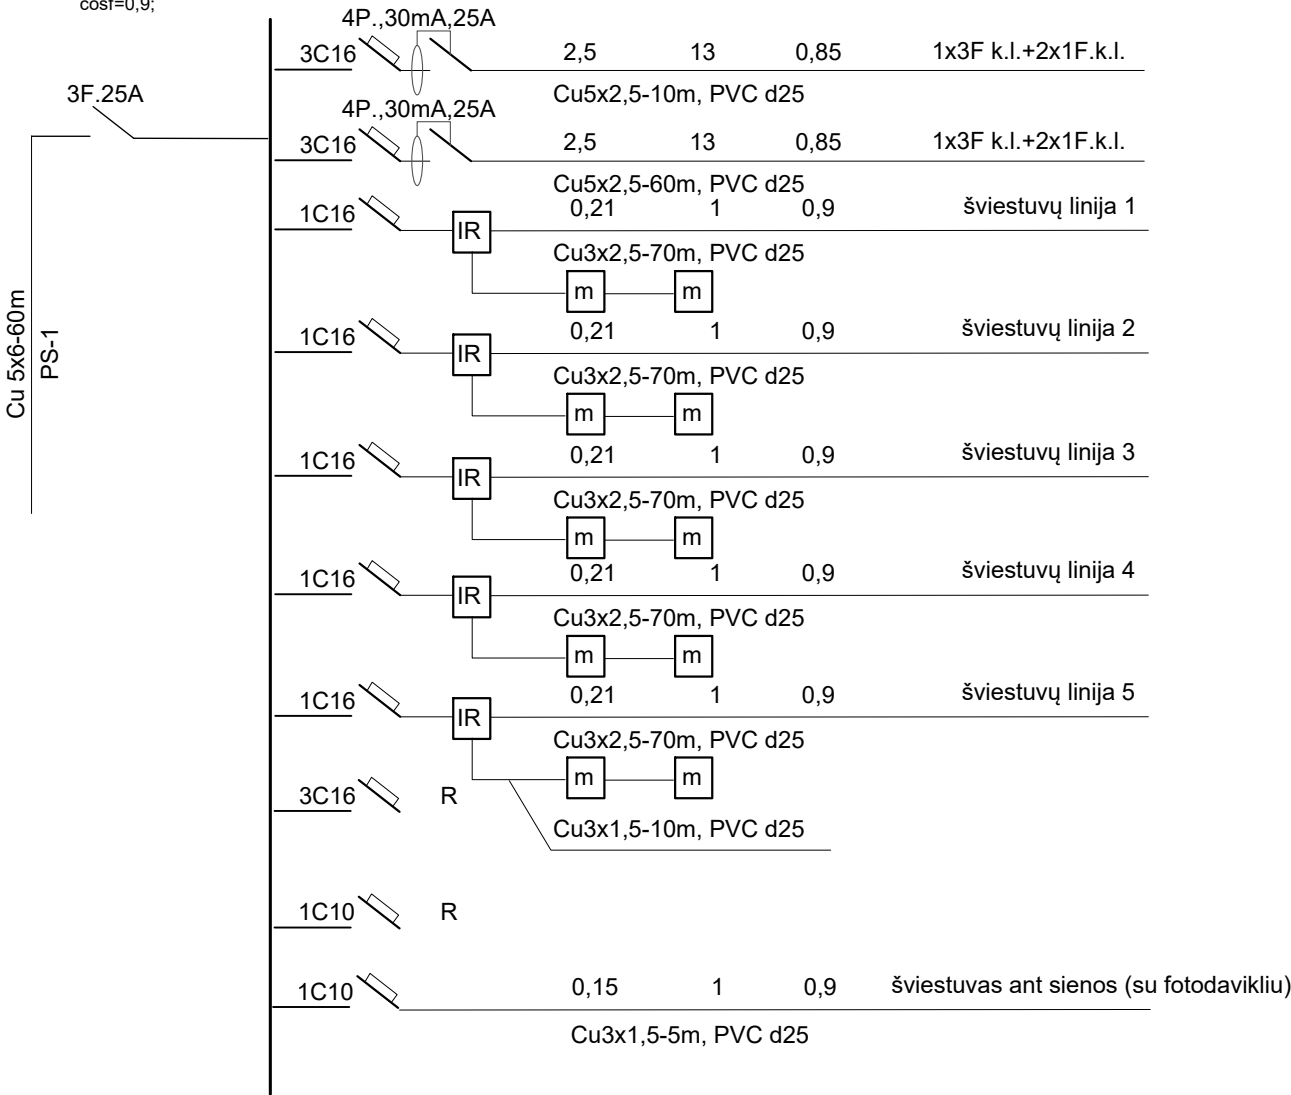 cosf=0,9;
4P.,30mA,25A
3C16 2,5 13 0,85 1x3F k.l.+2x1F.k.l.
3F.25A
Cu5x2,5-10m, PVC d25
4P.,30mA,25A
3C16 2,5 13 0,85 1x3F k.l.+2x1F.k.l.
Cu5x2,5-60m, PVC d25
1C16 0,21 1 0,9 šviestuvų linija 1
IR
Cu3x2,5-70m, PVC d25
m m
1C16 0,21 1 0,9 šviestuvų linija 2
IR
Cu 5x6-60m
PS-1
Cu3x2,5-70m, PVC d25
m m
1C16 0,21 1 0,9 šviestuvų linija 3
IR
Cu3x2,5-70m, PVC d25
m m
1C16 0,21 1 0,9 šviestuvų linija 4
IR
Cu3x2,5-70m, PVC d25
m m
1C16 0,21 1 0,9 šviestuvų linija 5
IR
Cu3x2,5-70m, PVC d25
m m
3C16 R
Cu3x1,5-10m, PVC d25
1C10 R
1C10 0,15 1 0,9 šviestuvas ant sienos (su fotodavikliu)
Cu3x1,5-5m, PVC d25